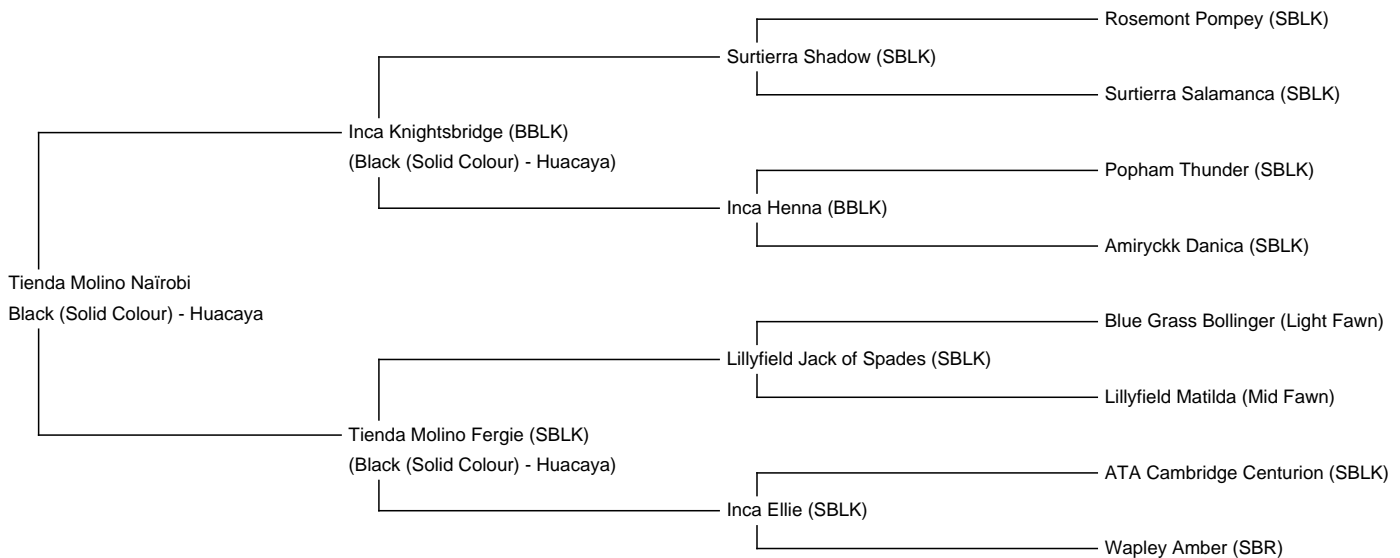 Rosemont Pompey (SBLK)
Surtierra Shadow (SBLK)
Surtierra Salamanca (SBLK)
Inca Knightsbridge (BBLK)
(Black (Solid Colour) - Huacaya)
Popham Thunder (SBLK)
Inca Henna (BBLK)
Amiryckk Danica (SBLK)
Tienda Molino Naïrobi
Black (Solid Colour) - Huacaya
Blue Grass Bollinger (Light Fawn)
Lillyfield Jack of Spades (SBLK)
Lillyfield Matilda (Mid Fawn)
Tienda Molino Fergie (SBLK)
(Black (Solid Colour) - Huacaya)
ATA Cambridge Centurion (SBLK)
Inca Ellie (SBLK)
Wapley Amber (SBR)